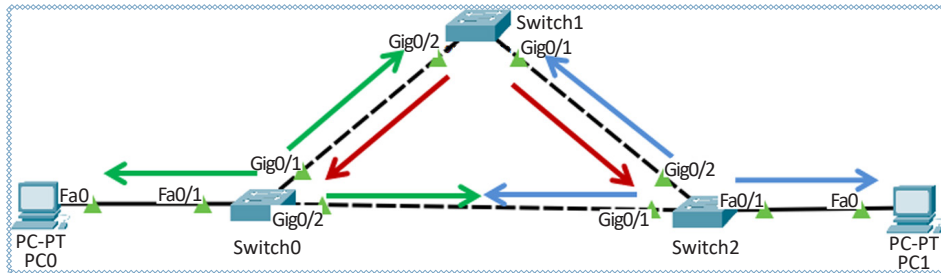 Switch1
Gig0/2
Gig0/1
Gig0/1
Gig0/2
Fa0
Fa0/1
Gig0/2
Gig0/1
Fa0/1
Fa0
PC-PT
PC0
Switch0
Switch2
PC-PT
PC1